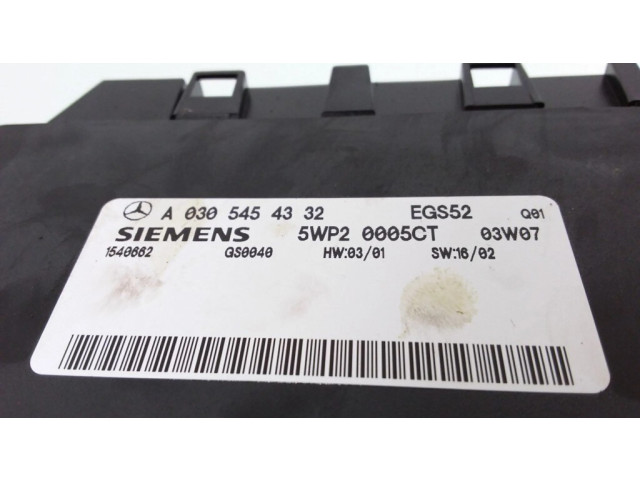 A 030 545 43 32 EGS52 Q01
SIEMENS 5WP2 0005CT 03W07
1540662 GS0040 HW:03/01 SW:16/02